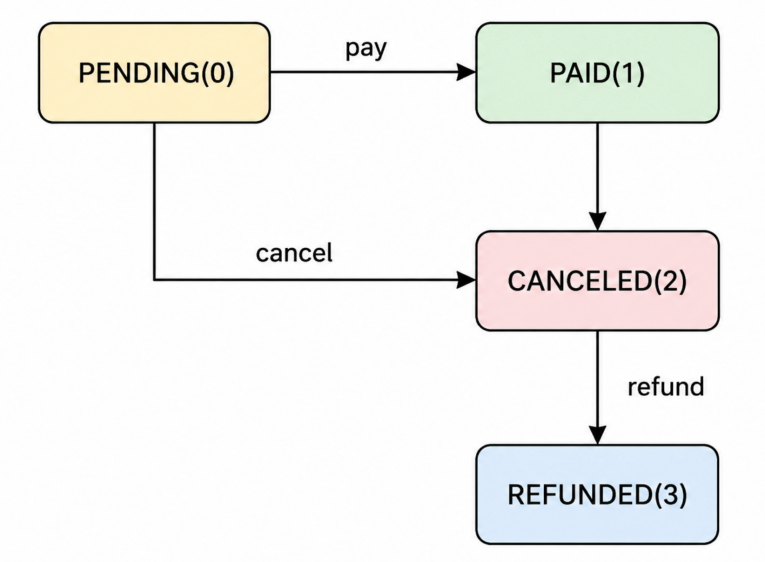 PENDING(0)
pay
PAID(1)
cancel
CANCELED(2)
refund
REFUNDED(3)